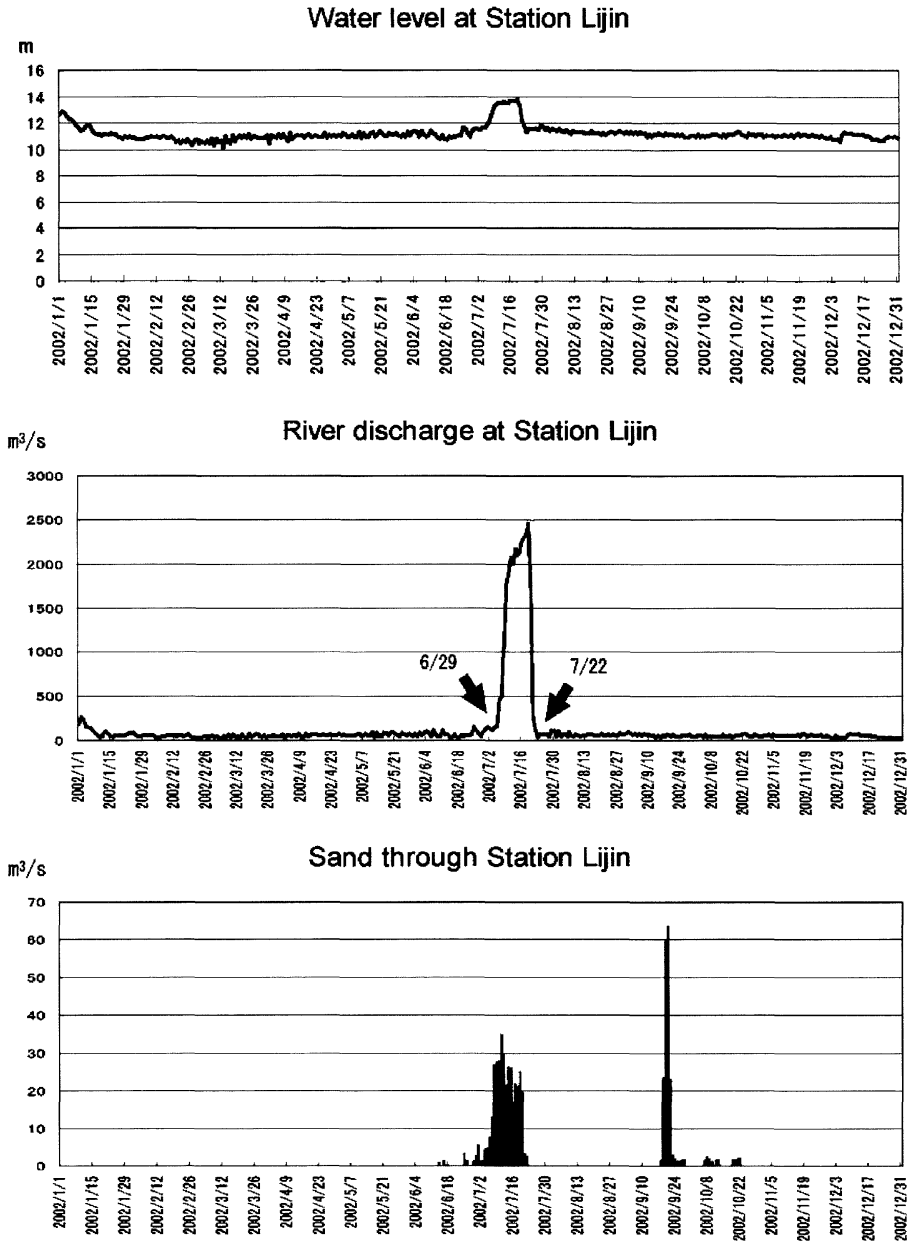 Water level at Station Lijin
m
16
14
12
10
8
6
4
2
0
2002/1/1 2002/1/15 2002/1/29 2002/2/12 2002/2/26 2002/3/12 2002/3/26 2002/4/9 2002/4/23 2002/5/7 2002/5/21 2002/6/4 2002/6/18 2002/7/2 2002/7/16 2002/7/30 2002/8/13 2002/8/27 2002/9/10 2002/9/24 2002/10/8 2002/10/22 2002/11/5 2002/11/19 2002/12/3 2002/12/17 2002/12/31
River discharge at Station Lijin
m³/s
3000
2500
2000
1500
1000
500
0
6/29
7/22
2002/1/1 2002/1/15 2002/1/29 2002/2/12 2002/2/26 2002/3/12 2002/3/26 2002/4/9 2002/4/23 2002/5/7 2002/5/21 2002/6/4 2002/6/18 2002/7/2 2002/7/16 2002/7/30 2002/8/13 2002/8/27 2002/9/10 2002/9/24 2002/10/8 2002/10/22 2002/11/5 2002/11/19 2002/12/3 2002/12/17 2002/12/31
Sand through Station Lijin
m³/s
70
60
50
40
30
20
10
0
2002/1/1 2002/1/15 2002/1/29 2002/2/12 2002/2/26 2002/3/12 2002/3/26 2002/4/9 2002/4/23 2002/5/7 2002/5/21 2002/6/4 2002/6/18 2002/7/2 2002/7/16 2002/7/30 2002/8/13 2002/8/27 2002/9/10 2002/9/24 2002/10/8 2002/10/22 2002/11/5 2002/11/19 2002/12/3 2002/12/17 2002/12/31